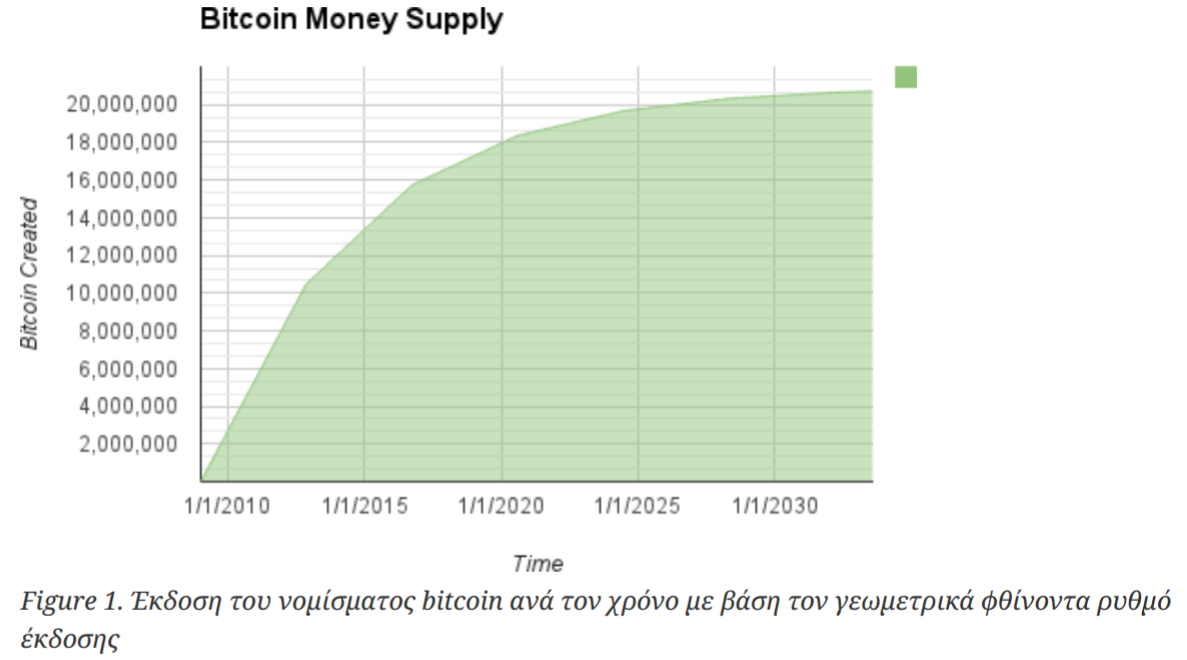 Bitcoin Money Supply
20,000,000
18,000,000
16,000,000
14,000,000
12,000,000
10,000,000
8,000,000
6,000,000
4,000,000
2,000,000
Bitcoin Created
1/1/2010 1/1/2015 1/1/2020 1/1/2025 1/1/2030
Time
Figure 1. Έκδοση του νομίσματος bitcoin ανά τον χρόνο με βάση τον γεωμετρικά φθίνοντα ρυθμό
έκδοσης